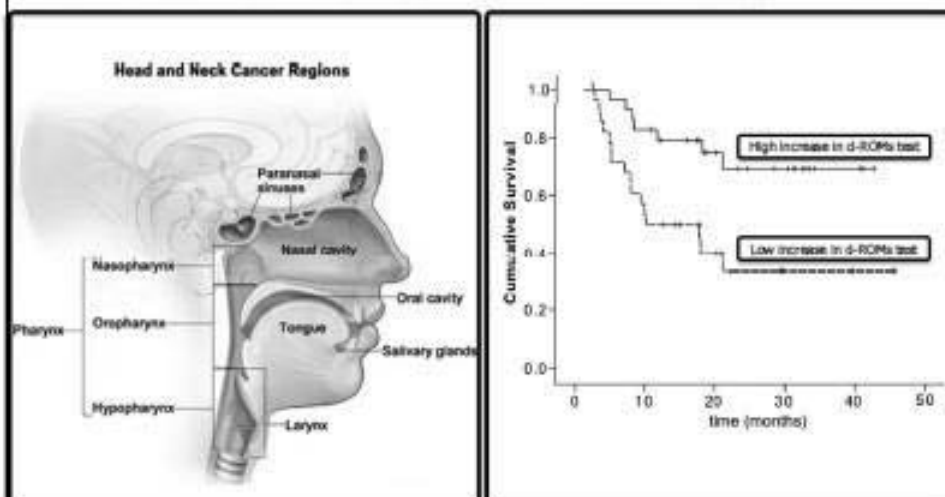 Head and Neck Cancer Regions
Paranasal
sinuses
Nasal cavity
Nasopharynx
Oral cavity
Pharynx
Oropharynx
Tongue
Salivary glands
Hypopharynx
Larynx
Cumulative Survival
1.0
0.8
0.6
0.4
0.2
0.0
High increase in d-ROMs test
Low increase in d-ROMs test
0 10 20 30 40 50
time (months)